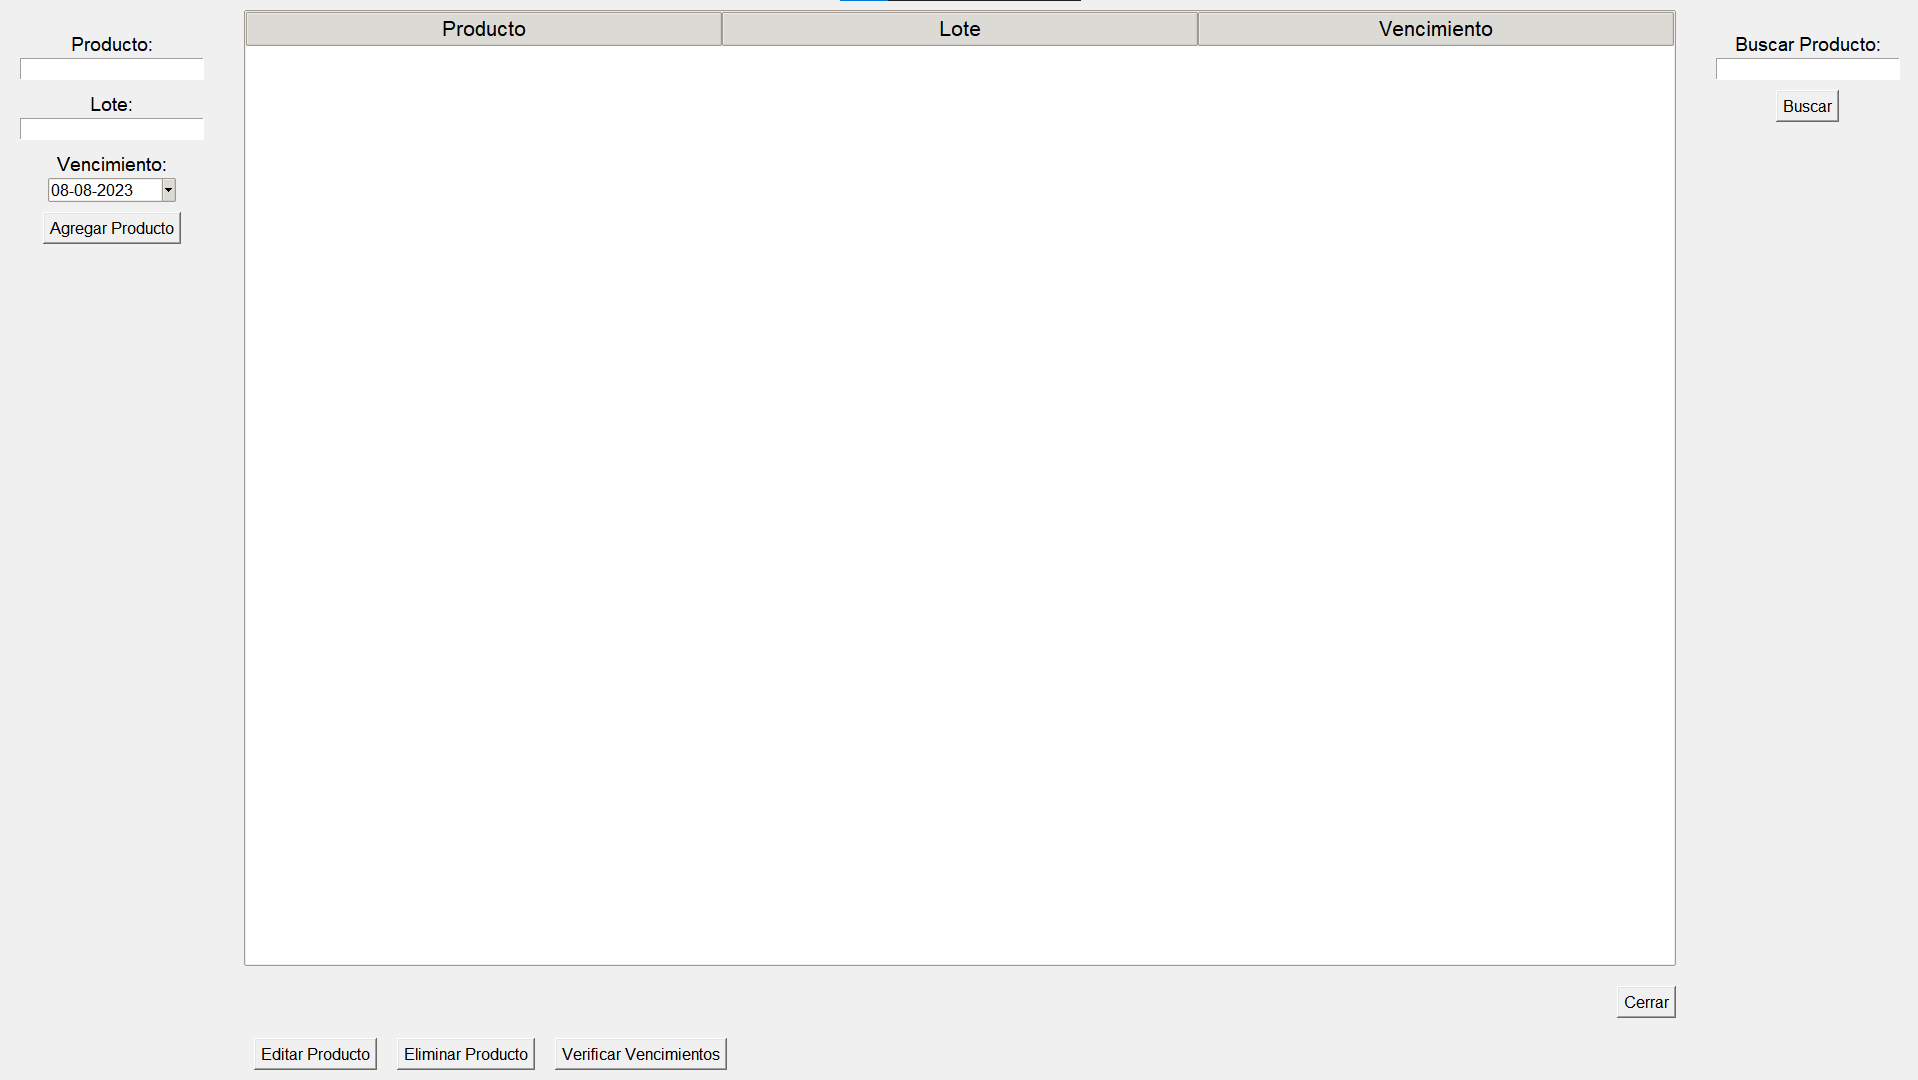 Producto:
Lote:
Vencimiento:
08-08-2023
Agregar Producto
Producto Lote Vencimiento
Buscar Producto:
Buscar
Cerrar
Editar Producto Eliminar Producto Verificar Vencimientos